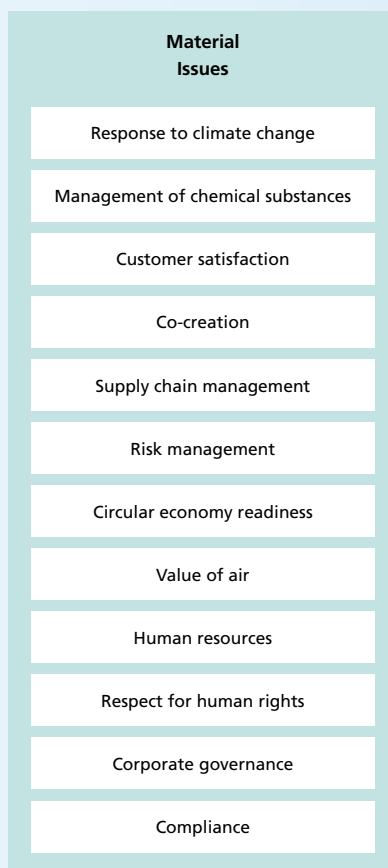 Material
Issues
Response to climate change
Management of chemical substances
Customer satisfaction
Co-creation
Supply chain management
Risk management
Circular economy readiness
Value of air
Human resources
Respect for human rights
Corporate governance
Compliance